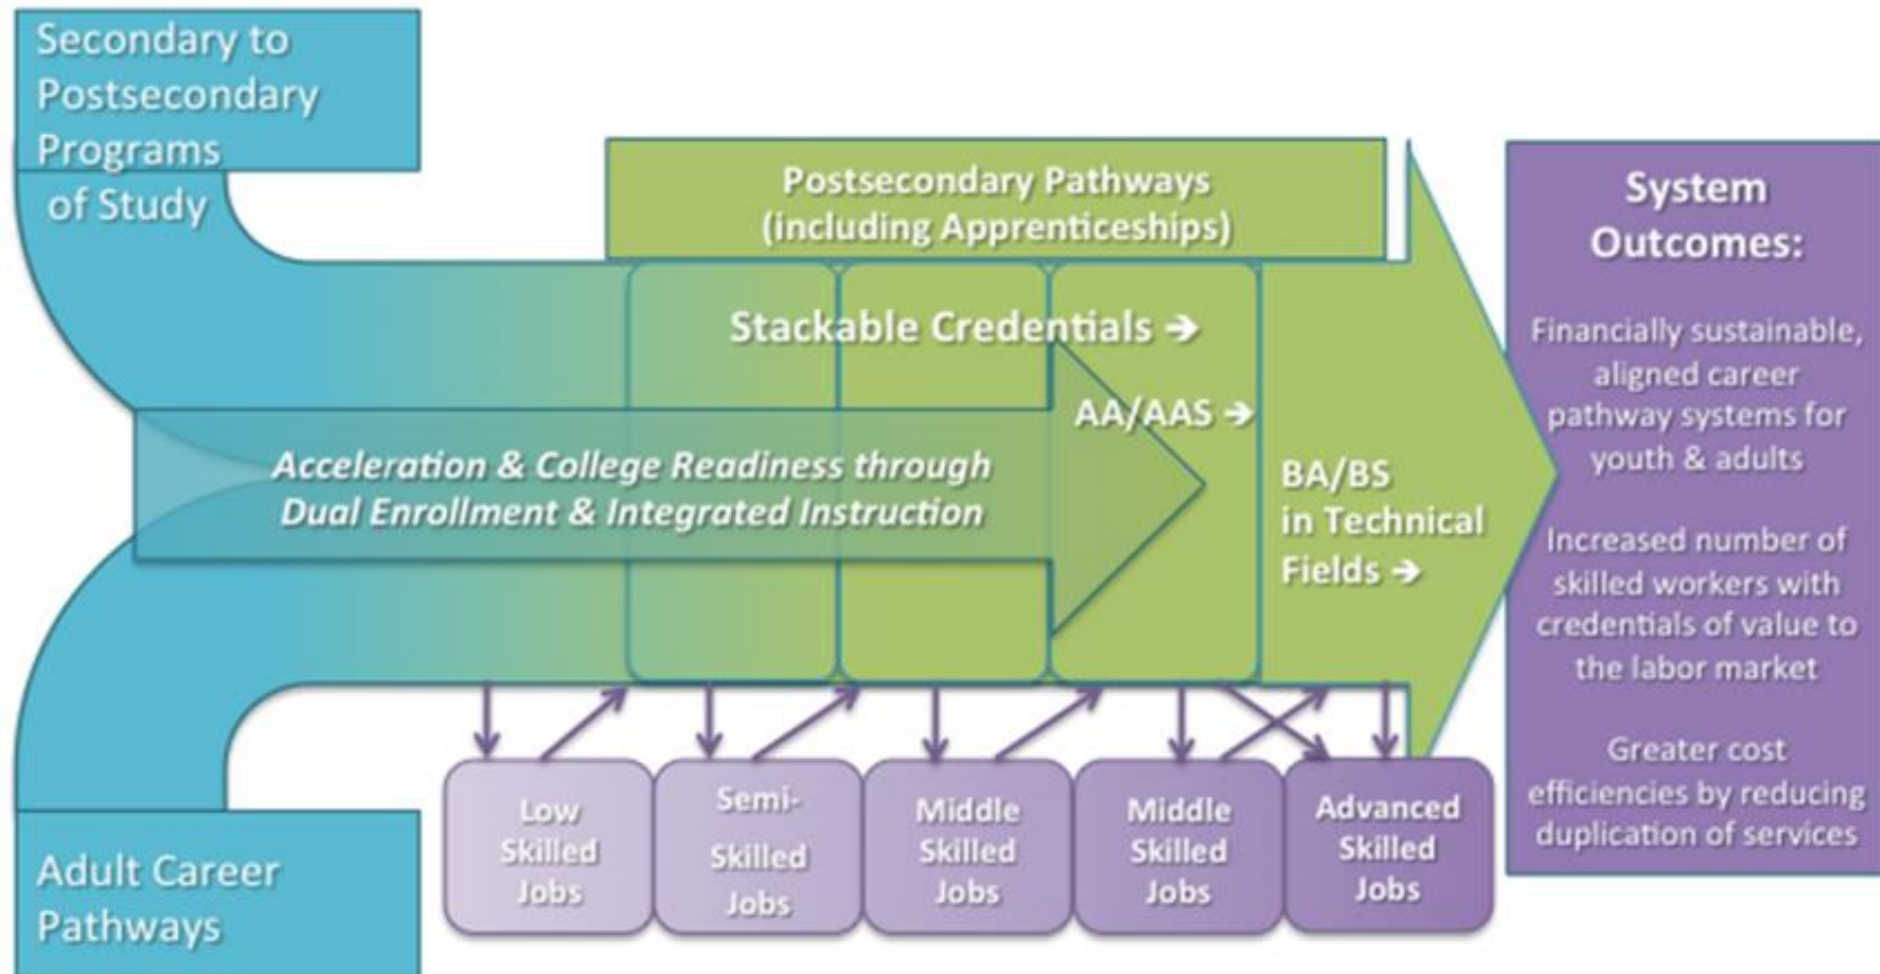 Secondary to
Postsecondary
Programs
of Study
Postsecondary Pathways
(including Apprenticeships)
Stackable Credentials ➔
AA/AAS ➔
Acceleration & College Readiness through
Dual Enrollment & Integrated Instruction
BA/BS
in Technical
Fields ➔
System
Outcomes:
Financially sustainable,
aligned career
pathway systems for
youth & adults
Increased number of
skilled workers with
credentials of value to
the labor market
Greater cost
efficiencies by reducing
duplication of services
Low
Skilled
Jobs
Semi-
Skilled
Jobs
Middle
Skilled
Jobs
Middle
Skilled
Jobs
Advanced
Skilled
Jobs
Adult Career
Pathways